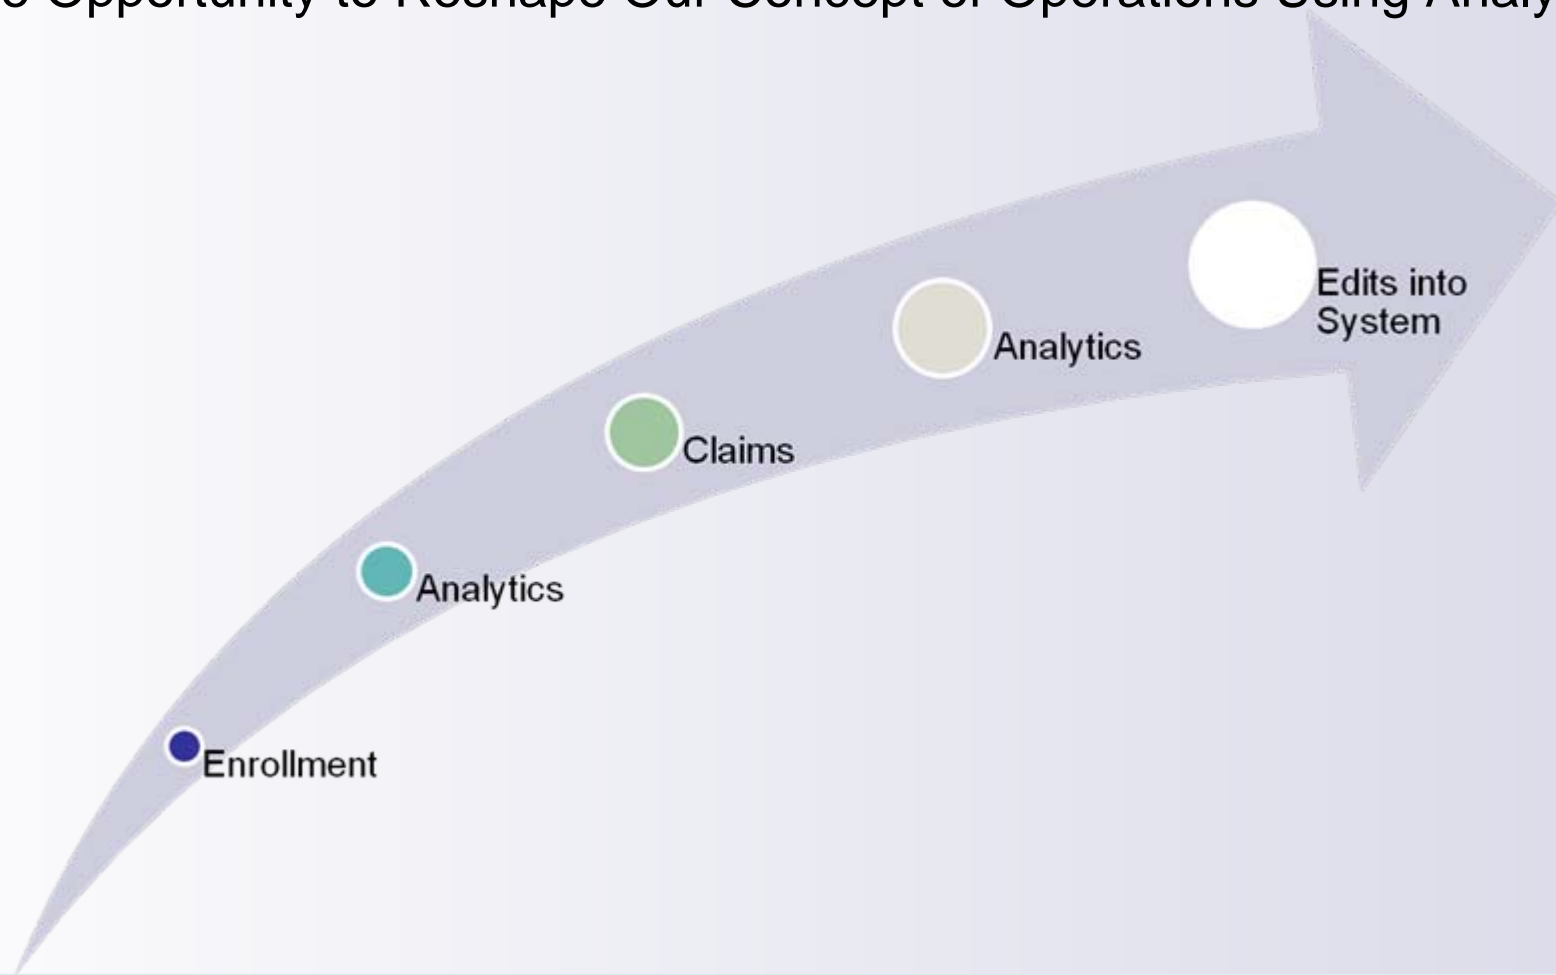 Opportunity to Reshape Our Concept of Operations Using
Edits into
System
Analytics
Claims
Analytics
Enrollment